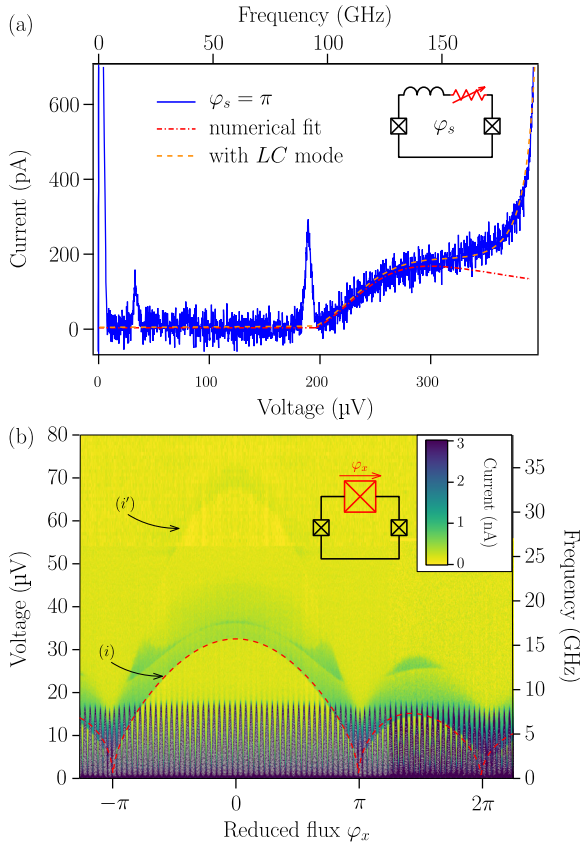 (a)
Frequency (GHz)
0 50 100 150
600
400
200
0
Current (pA)
φₛ = π
numerical fit
with LC mode
φₛ
0 100 200 300
Voltage (µV)
(b)
80
70
60
50
40
30
20
10
0
Voltage (µV)
(i′)
(i)
φₓ
3
2
1
0
Current (nA)
35
30
25
20
15
10
5
0
Frequency (GHz)
−π 0 π 2π
Reduced flux φₓ